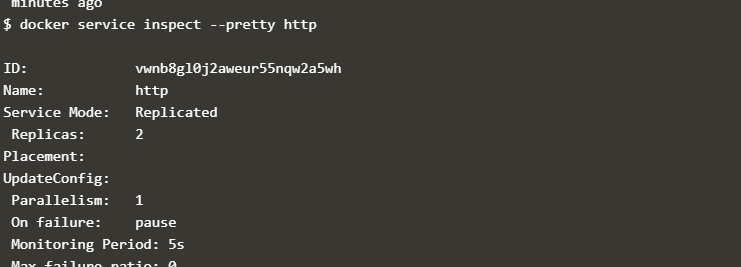 minutes ago
$ docker service inspect --pretty http
ID: vwnb8gl0j2aweur55nqw2a5wh
Name: http
Service Mode: Replicated
Replicas: 2
Placement:
UpdateConfig:
Parallelism: 1
On failure: pause
Monitoring Period: 5s
Max failure ratio: 0